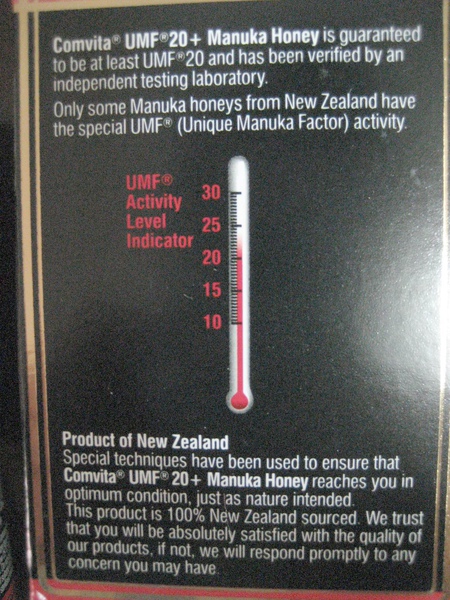 Comvita® UMF®20+ Manuka Honey is guaranteed
to be at least UMF®20 and has been verified by an
independent testing laboratory.
Only some Manuka honeys from New Zealand have
the special UMF® (Unique Manuka Factor) activity.
UMF®
Activity
Level
Indicator
30
25
20
15
10
Product of New Zealand
Special techniques have been used to ensure that
Comvita® UMF® 20+ Manuka Honey reaches you in
optimum condition, just as nature intended.
This product is 100% New Zealand sourced. We trust
that you will be absolutely satisfied with the quality of
our products, if not, we will respond promptly to any
concern you may have.